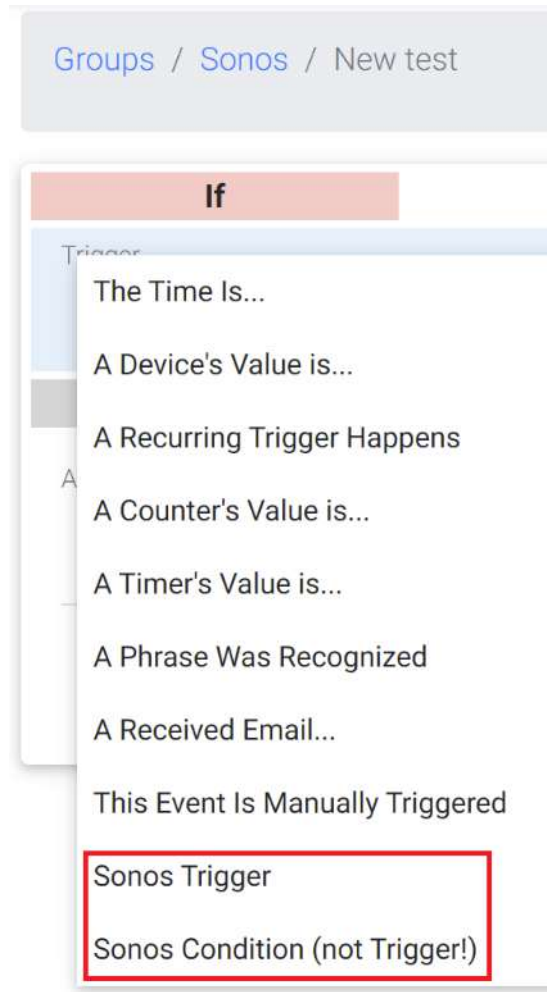 Groups / Sonos / New test
If
Trigger
The Time Is...
A Device's Value is...
A Recurring Trigger Happens
A
A Counter's Value is...
A Timer's Value is...
A Phrase Was Recognized
A Received Email...
This Event Is Manually Triggered
Sonos Trigger
Sonos Condition (not Trigger!)